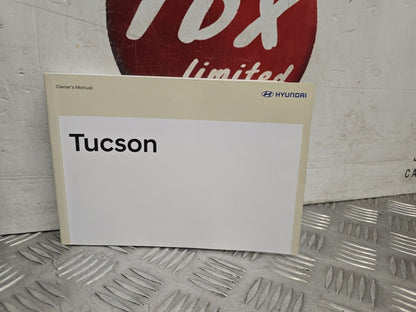 limited
Owner's Manual
HYUNDAI
Tucson